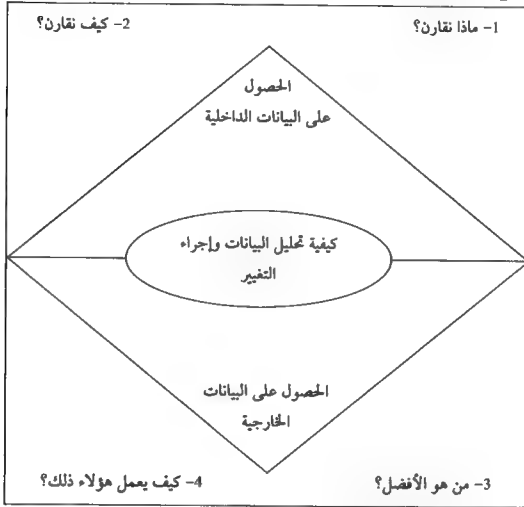 1- ماذا نقارن؟
2- كيف نقارن؟
الحصول
على البيانات الداخلية
كيفية تحليل البيانات وإجراء
التغيير
الحصول على البيانات
الخارجية
3- من هو الأفضل؟
4- كيف يعمل هؤلاء ذلك؟